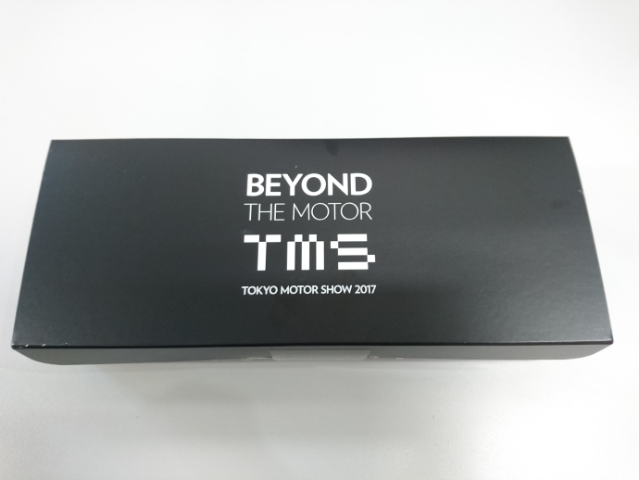 BEYOND
THE MOTOR
TMS
TOKYO MOTOR SHOW 2017